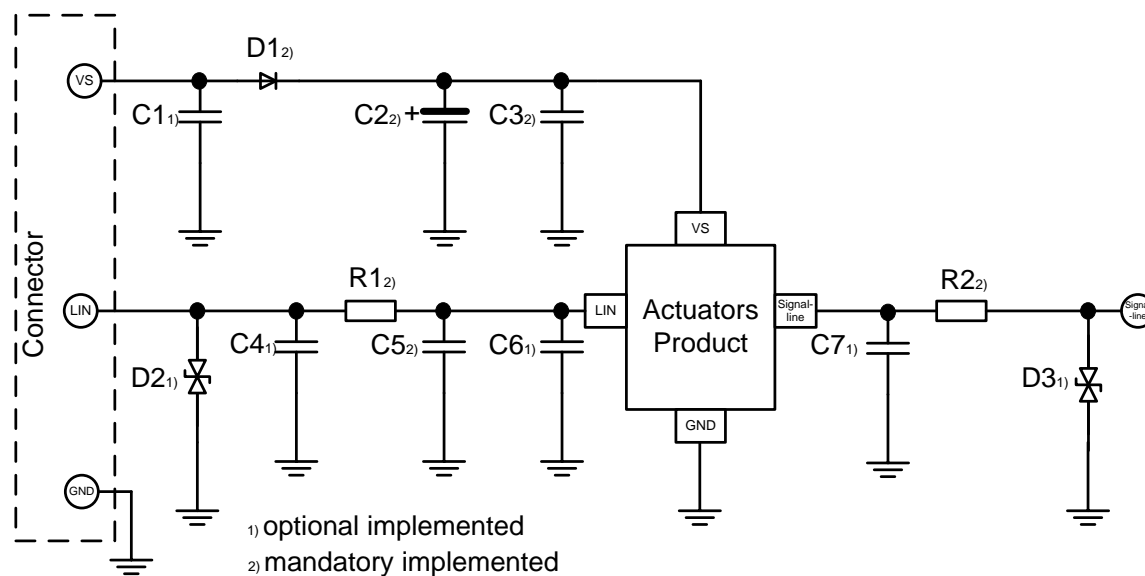 D1 2)
VS
C1 1)
C2 2) +
C3 2)
VS
Connector
LIN
R1 2)
LIN
Actuators
Product
Signal-
line
R2 2)
Signal
-line
D2 1)
C4 1)
C5 2)
C6 1)
C7 1)
D3 1)
GND
GND
1) optional implemented
2) mandatory implemented